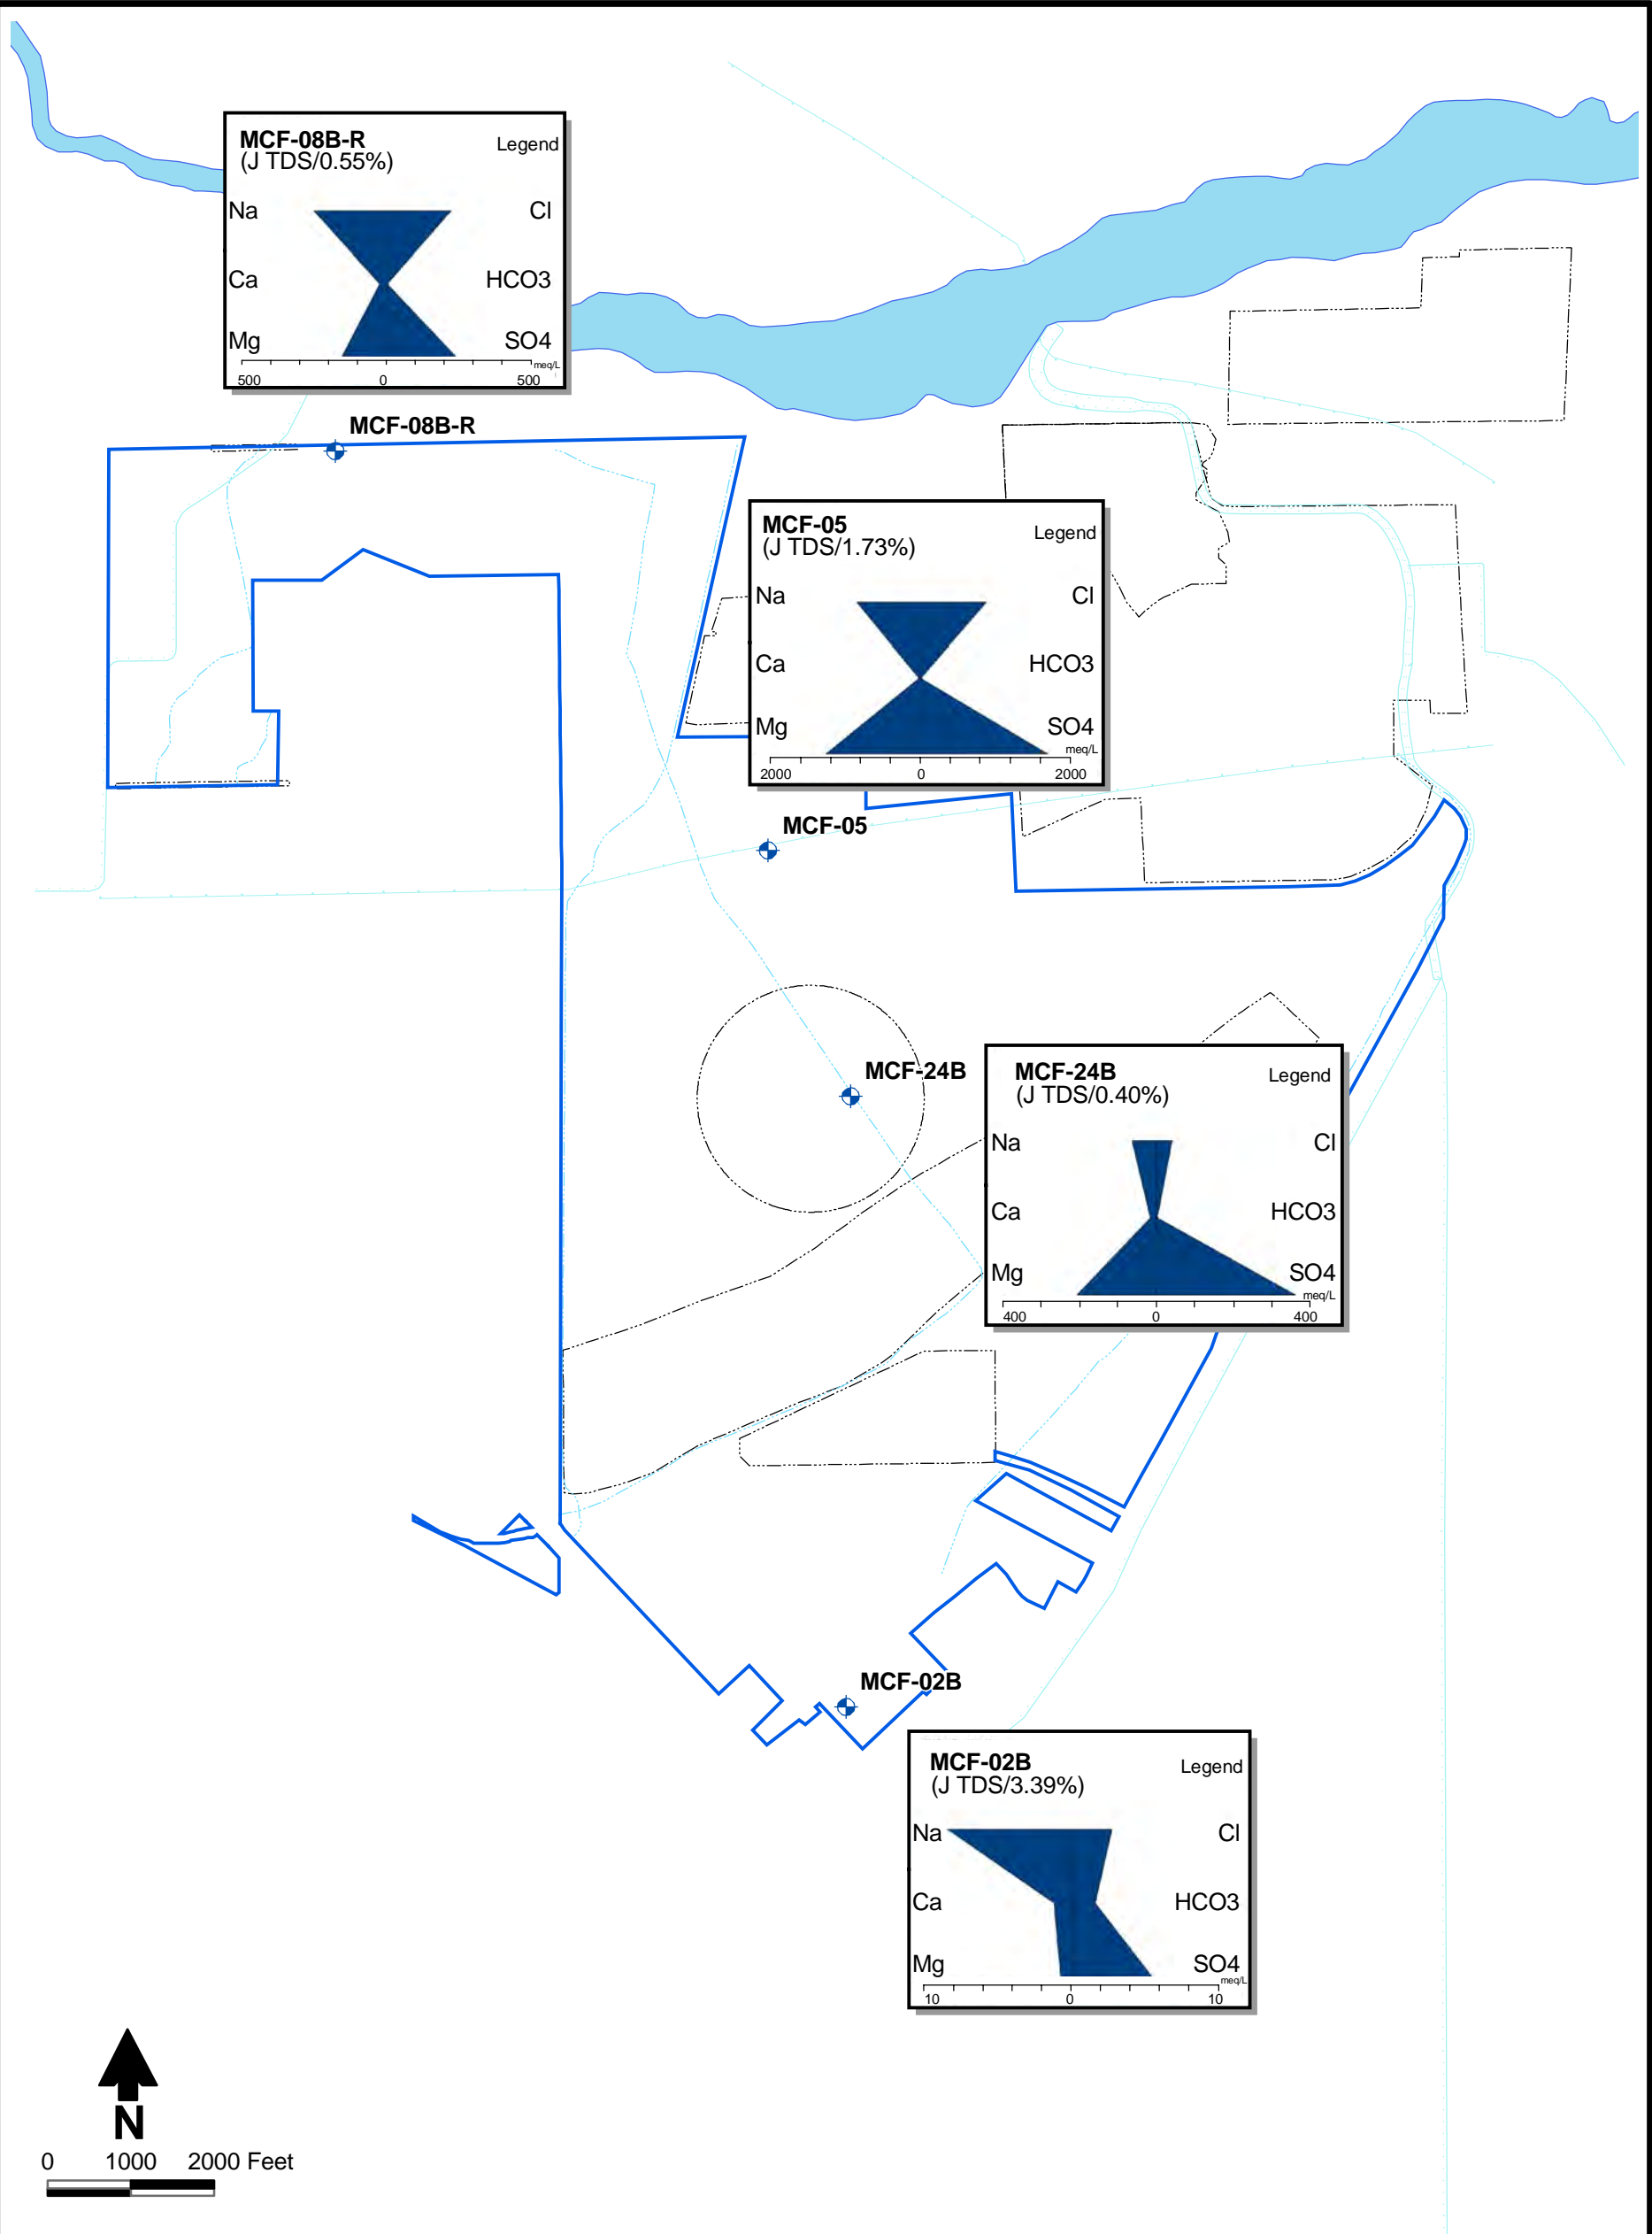 MCF-08B-R
(J TDS/0.55%)
Legend
Na
Cl
Ca
HCO3
Mg
SO4
meq/L
500
0
500
MCF-08B-R
MCF-05
(J TDS/1.73%)
Legend
Na
Cl
Ca
HCO3
Mg
SO4
meq/L
2000
0
2000
MCF-05
MCF-24B
MCF-24B
(J TDS/0.40%)
Legend
Na
Cl
Ca
HCO3
Mg
SO4
meq/L
400
0
400
MCF-02B
MCF-02B
(J TDS/3.39%)
Legend
Na
Cl
Ca
HCO3
Mg
SO4
meq/L
10
0
10
N
0 1000 2000 Feet